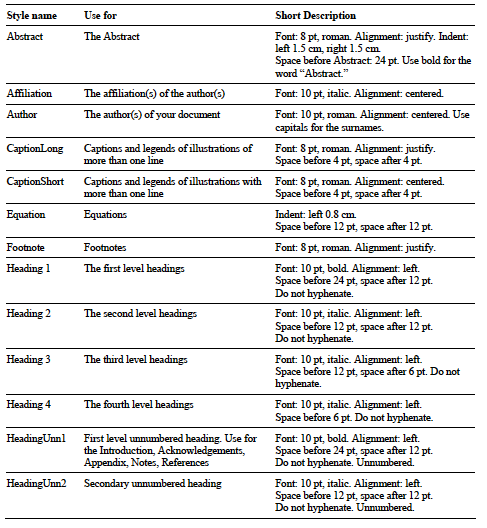 Style name Use for Short Description
Abstract The Abstract Font: 8 pt, roman. Alignment: justify. Indent:
left 1.5 cm, right 1.5 cm.
Space before Abstract: 24 pt. Use bold for the
word “Abstract.”
Affiliation The affiliation(s) of the author(s) Font: 10 pt, italic. Alignment: centered.
Author The author(s) of your document Font: 10 pt, roman. Alignment: centered. Use
capitals for the surnames.
CaptionLong Captions and legends of illustrations of Font: 8 pt, roman. Alignment: justify.
more than one line Space before 4 pt, space after 4 pt.
CaptionShort Captions and legends of illustrations with Font: 8 pt, roman. Alignment: centered.
more than one line Space before 4 pt, space after 4 pt.
Equation Equations Indent: left 0.8 cm.
Space before 12 pt, space after 12 pt.
Footnote Footnotes Font: 8 pt, roman. Alignment: justify.
Heading 1 The first level headings Font: 10 pt, bold. Alignment: left.
Space before 24 pt, space after 12 pt.
Do not hyphenate.
Heading 2 The second level headings Font: 10 pt, italic. Alignment: left.
Space before 12 pt, space after 12 pt.
Do not hyphenate.
Heading 3 The third level headings Font: 10 pt, italic. Alignment: left.
Space before 12 pt, space after 6 pt. Do not
hyphenate.
Heading 4 The fourth level headings Font: 10 pt, italic. Alignment: left.
Space before 6 pt. Do not hyphenate.
HeadingUnn1 First level unnumbered heading. Use for Font: 10 pt, bold. Alignment: left.
the Introduction, Acknowledgements, Space before 24 pt, space after 12 pt.
Appendix, Notes, References Do not hyphenate. Unnumbered.
HeadingUnn2 Secondary unnumbered heading Font: 10 pt, italic. Alignment: left.
Space before 12 pt, space after 12 pt.
Do not hyphenate. Unnumbered.